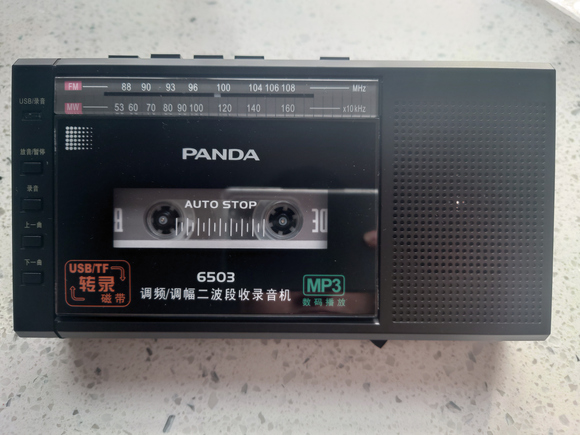 FM 88 90 93 96 100 104 106 108 MHz
MW 53 60 70 80 90 100 120 140 160 x10kHz
USB/录音
放音/暂停
录音
上一曲
下一曲
PANDA
AUTO STOP
30
6503
调频/调幅二波段收录音机
USB/TF
转录
磁带
MP3
数码播放